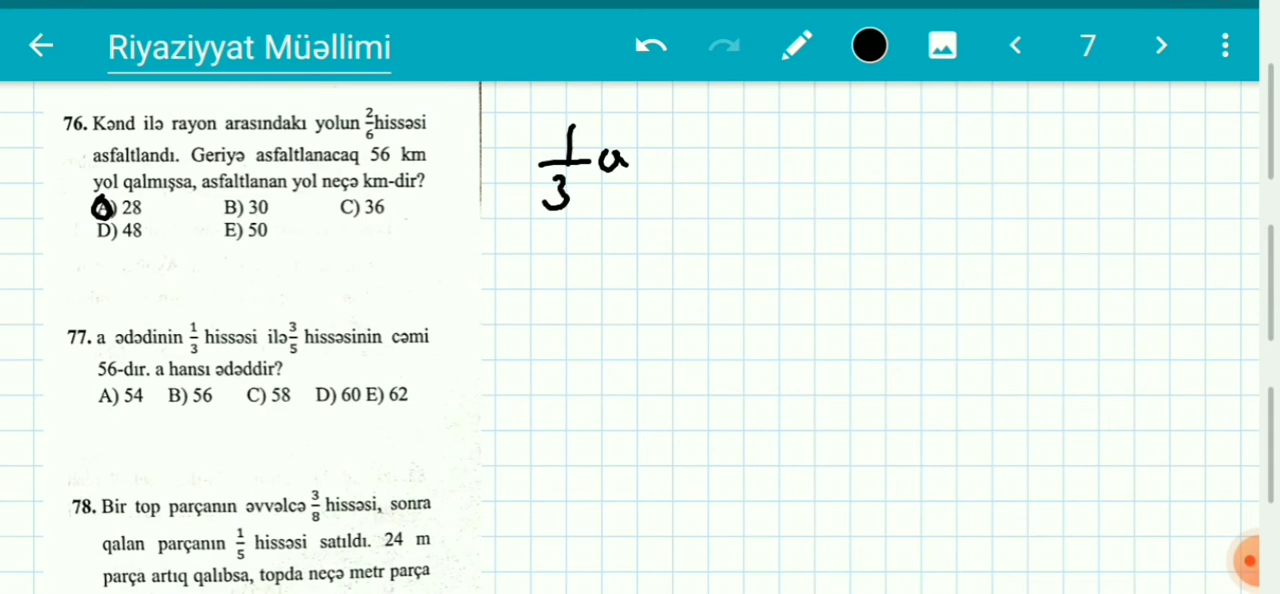 Riyaziyyat Müəllimi
7
76. Kənd ilə rayon arasındakı yolun 2/6 hissəsi
asfaltlandı. Geriyə asfaltlanacaq 56 km
yol qalmışsa, asfaltlanan yol neçə km-dir?
A) 28 B) 30 C) 36
D) 48 E) 50
77. a ədədinin 1/3 hissəsi ilə 3/5 hissəsinin cəmi
56-dır. a hansı ədəddir?
A) 54 B) 56 C) 58 D) 60 E) 62
78. Bir top parçanın əvvəlcə 3/8 hissəsi, sonra
qalan parçanın 1/5 hissəsi satıldı. 24 m
parça artıq qalıbsa, topda neçə metr parça
1/3 a